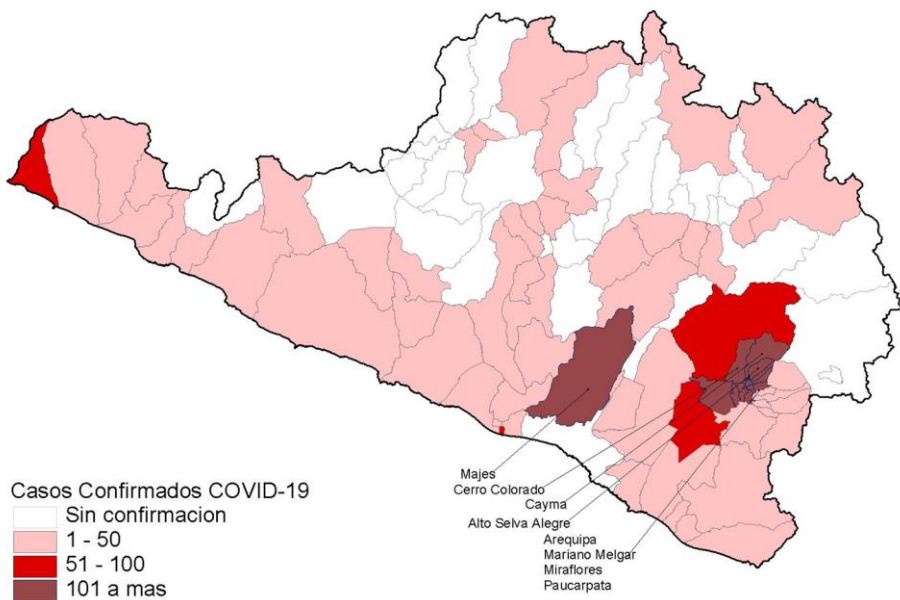 Majes
Cerro Colorado
Cayma
Alto Selva Alegre
Arequipa
Mariano Melgar
Miraflores
Paucarpata
Casos Confirmados COVID-19
Sin confirmacion
1 - 50
51 - 100
101 a mas